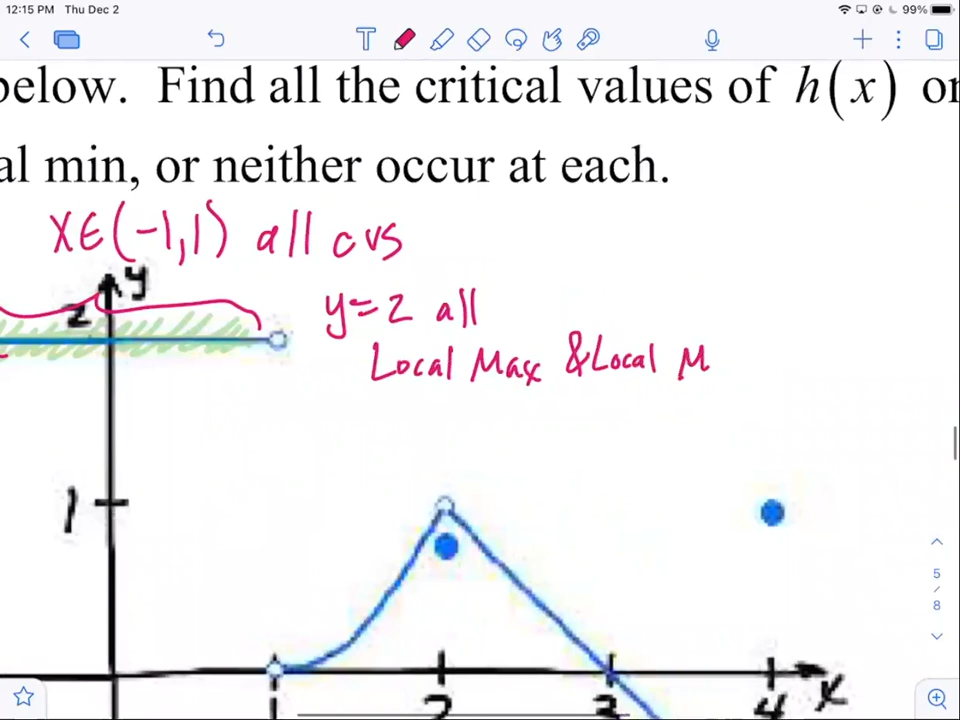 12:15 PM Thu Dec 2 99%
below. Find all the critical values of h(x) on
al min, or neither occur at each.
X∈(-1,1) all cvs
y
2
y=2 all
Local Max & Local M
1
5
/
8
1 2 3 4 x